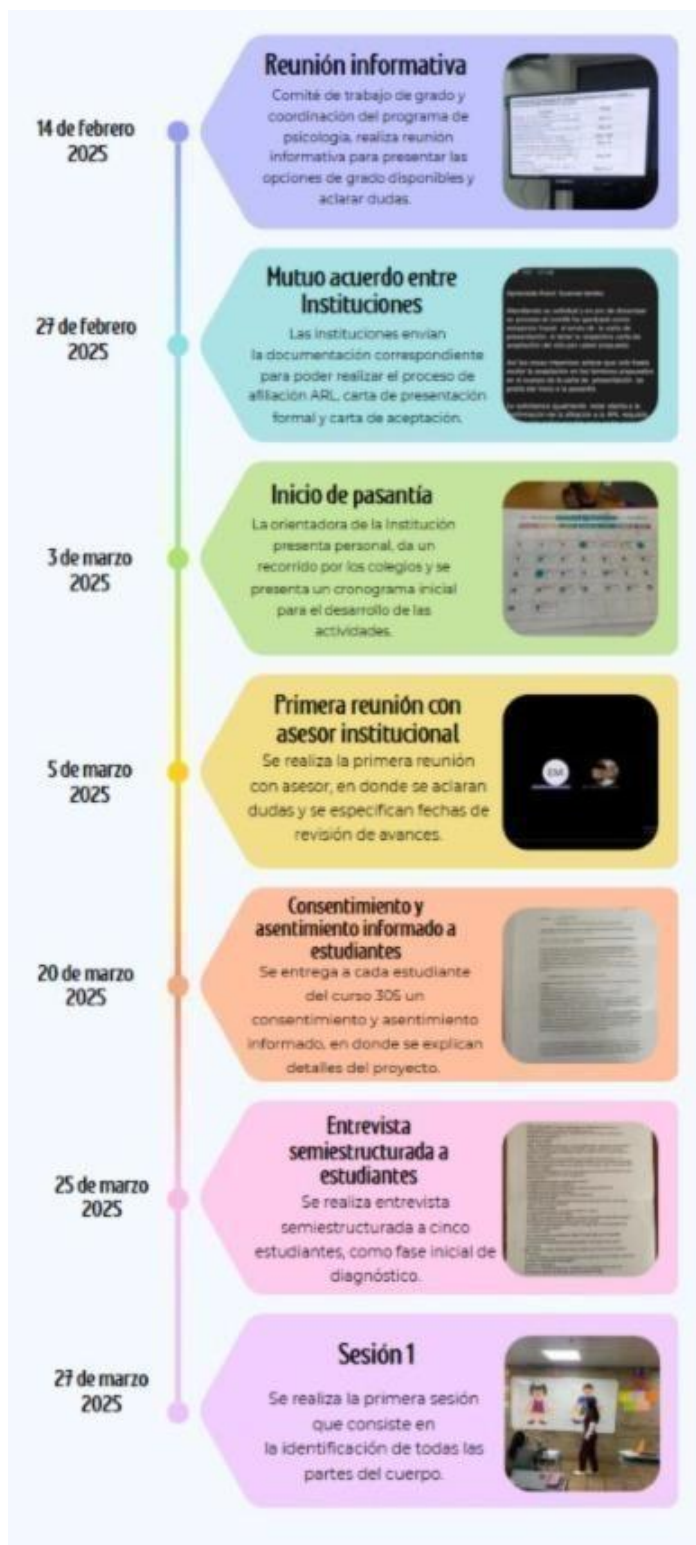 Reunión informativa
14 de febrero
2025
Comité de trabajo de grado y
coordinación del programa de
psicología, realiza reunión
informativa para presentar las
opciones de grado disponibles y
aclarar dudas.
Mutuo acuerdo entre
Instituciones
27 de febrero
2025
Las instituciones envían
la documentación correspondiente
para poder realizar el proceso de
afiliación ARL, carta de presentación
formal y carta de aceptación.
Inicio de pasantía
3 de marzo
2025
La orientadora de la Institución
presenta personal, da un
recorrido por los colegios y se
presenta un cronograma inicial
para el desarrollo de las
actividades.
Primera reunión con
asesor institucional
5 de marzo
2025
Se realiza la primera reunión
con asesor, en donde se aclaran
dudas y se especifican fechas de
revisión de avances.
EM
Consentimiento y
asentimiento informado a
estudiantes
20 de marzo
2025
Se entrega a cada estudiante
del curso 305 un
consentimiento y asentimiento
informado, en donde se explican
detalles del proyecto.
Entrevista
semiestructurada a
estudiantes
25 de marzo
2025
Se realiza entrevista
semiestructurada a cinco
estudiantes, como fase inicial de
diagnóstico.
Sesión 1
27 de marzo
2025
Se realiza la primera sesión
que consiste en
la identificación de todas las
partes del cuerpo.